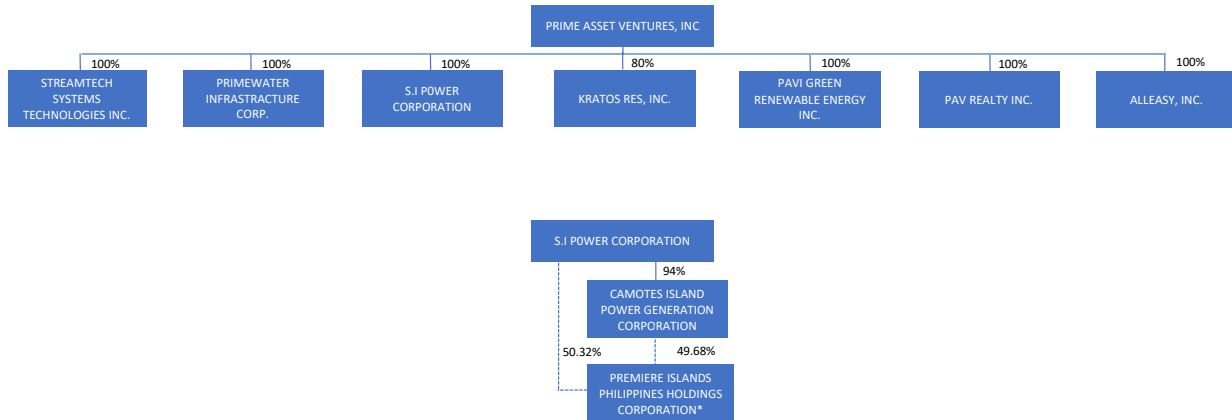 PRIME ASSET VENTURES, INC
100%
100%
100%
80%
100%
100%
100%
STREAMTECH
SYSTEMS
TECHNOLOGIES INC.
PRIMEWATER
INFRASTRACTURE
CORP.
S.I P0WER
CORPORATION
KRATOS RES, INC.
PAVI GREEN
RENEWABLE ENERGY
INC.
PAV REALTY INC.
ALLEASY, INC.
S.I P0WER CORPORATION
94%
CAMOTES ISLAND
POWER GENERATION
CORPORATION
50.32%
49.68%
PREMIERE ISLANDS
PHILIPPINES HOLDINGS
CORPORATION*